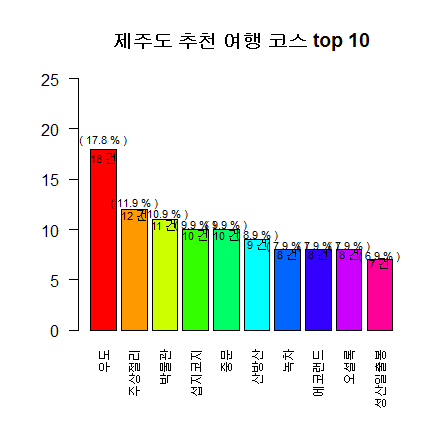 제주도 추천 여행 코스 top 10
25
20
15
10
5
0
( 17.8 % )
18 건
( 11.9 % )
12 건
( 10.9 % )
11 건
( 9.9 % )
10 건
( 9.9 % )
10 건
( 8.9 % )
9 건
( 7.9 % )
8 건
( 7.9 % )
8 건
( 7.9 % )
8 건
( 6.9 % )
7 건
우도
주상절리
박물관
섭지코지
중문
산방산
녹차
에코랜드
오설록
성산일출봉